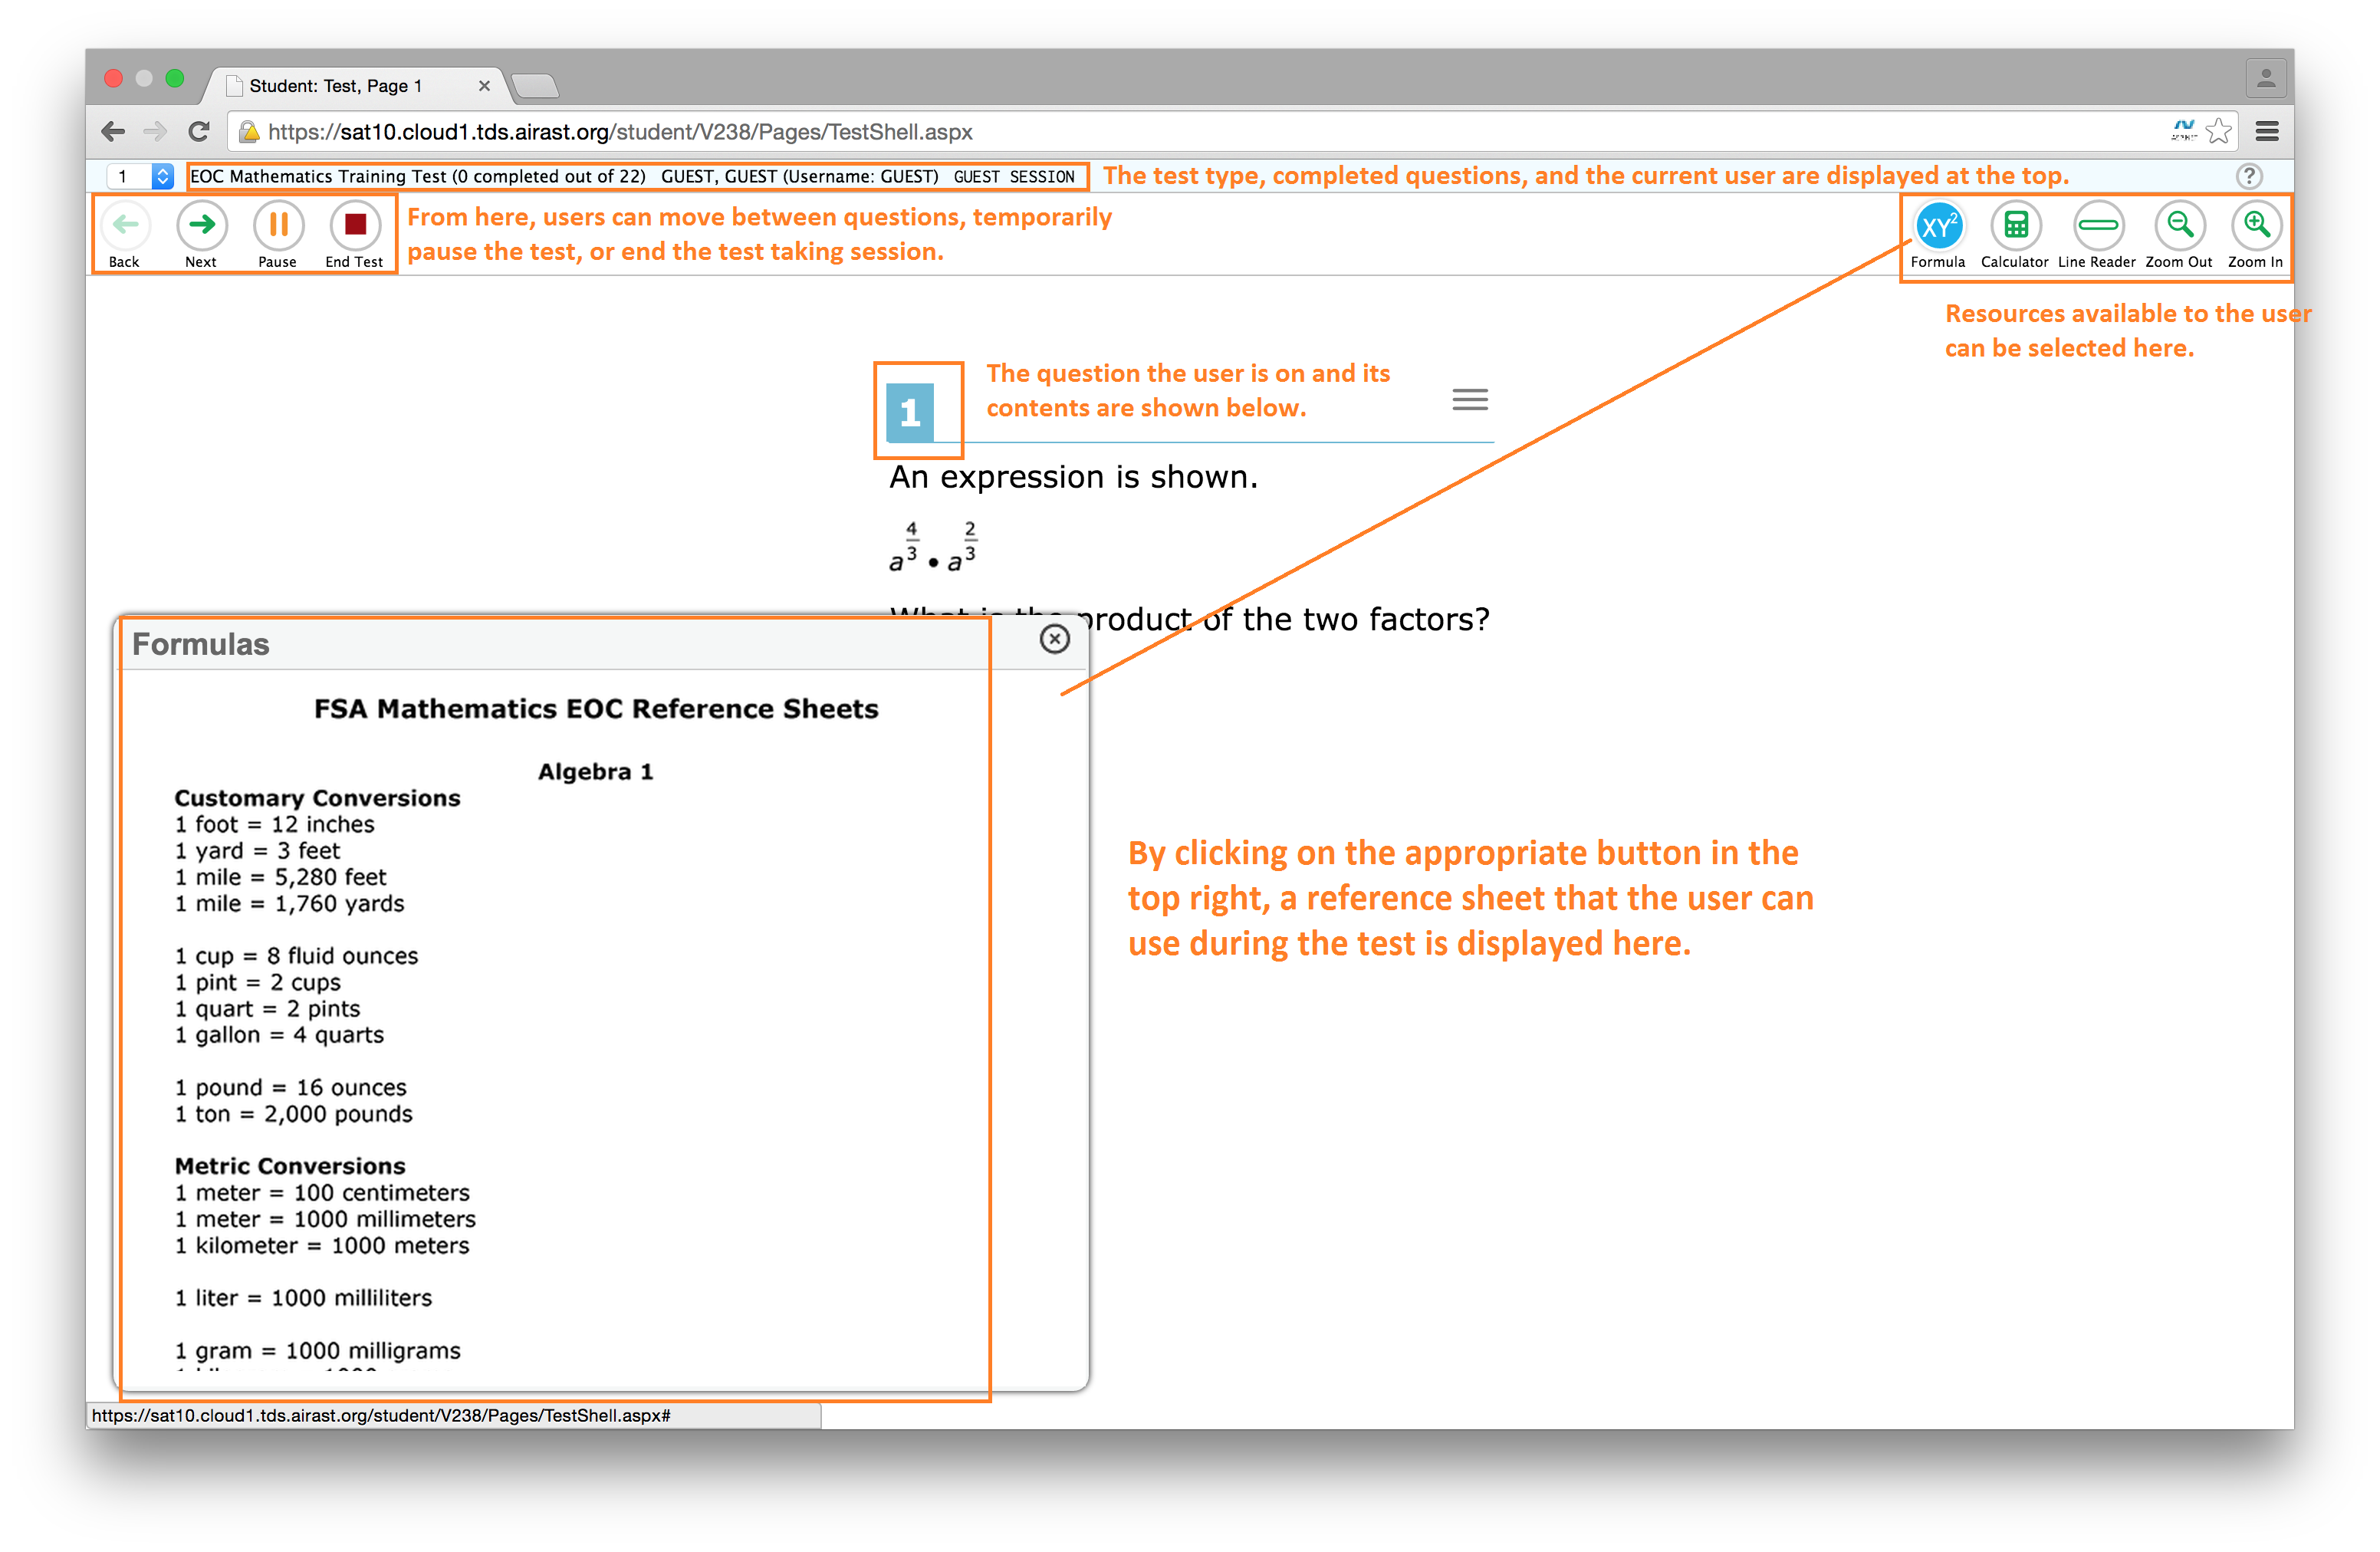 Student: Test, Page 1
https://sat10.cloud1.tds.airast.org/student/V238/Pages/TestShell.aspx
1 EOC Mathematics Training Test (0 completed out of 22) GUEST, GUEST (Username: GUEST) GUEST SESSION The test type, completed questions, and the current user are displayed at the top. ?
Back Next Pause End Test
From here, users can move between questions, temporarily
pause the test, or end the test taking session.
XY²
Formula Calculator Line Reader Zoom Out Zoom In
Resources available to the user
can be selected here.
1
The question the user is on and its
contents are shown below.
An expression is shown.
a^(4/3) • a^(2/3)
What is the product of the two factors?
Formulas
FSA Mathematics EOC Reference Sheets
Algebra 1
Customary Conversions
1 foot = 12 inches
1 yard = 3 feet
1 mile = 5,280 feet
1 mile = 1,760 yards
1 cup = 8 fluid ounces
1 pint = 2 cups
1 quart = 2 pints
1 gallon = 4 quarts
1 pound = 16 ounces
1 ton = 2,000 pounds
Metric Conversions
1 meter = 100 centimeters
1 meter = 1000 millimeters
1 kilometer = 1000 meters
1 liter = 1000 milliliters
1 gram = 1000 milligrams
By clicking on the appropriate button in the
top right, a reference sheet that the user can
use during the test is displayed here.
https://sat10.cloud1.tds.airast.org/student/V238/Pages/TestShell.aspx#